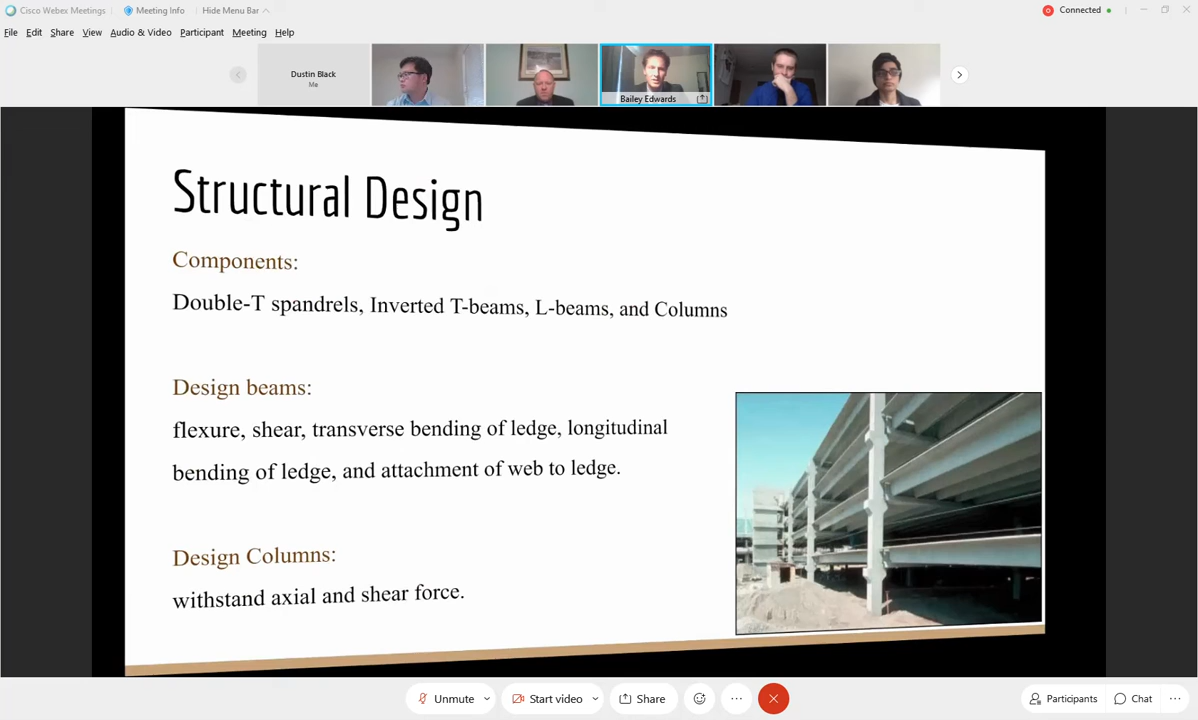 Cisco Webex Meetings
Meeting Info
Hide Menu Bar
Connected
File Edit Share View Audio & Video Participant Meeting Help
Dustin Black
Me
Bailey Edwards
Structural Design
Components:
Double-T spandrels, Inverted T-beams, L-beams, and Columns
Design beams:
flexure, shear, transverse bending of ledge, longitudinal
bending of ledge, and attachment of web to ledge.
Design Columns:
withstand axial and shear force.
Unmute
Start video
Share
Participants
Chat